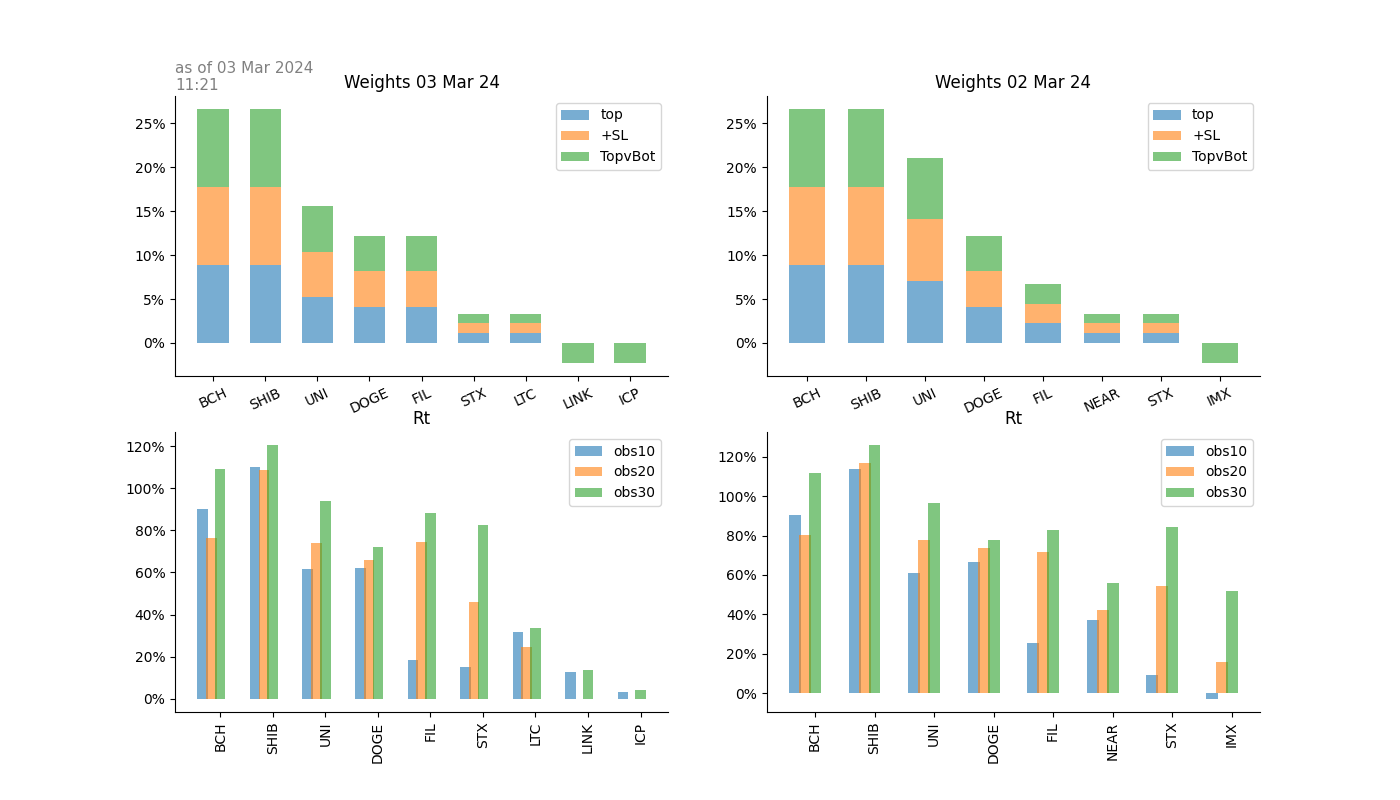 as of 03 Mar 2024
11:21
Weights 03 Mar 24
25%
20%
15%
10%
5%
0%
top
+SL
TopvBot
BCH SHIB UNI DOGE FIL STX LTC LINK ICP
Weights 02 Mar 24
25%
20%
15%
10%
5%
0%
top
+SL
TopvBot
BCH SHIB UNI DOGE FIL NEAR STX IMX
Rt
120%
100%
80%
60%
40%
20%
0%
obs10
obs20
obs30
BCH SHIB UNI DOGE FIL STX LTC LINK ICP
Rt
120%
100%
80%
60%
40%
20%
0%
obs10
obs20
obs30
BCH SHIB UNI DOGE FIL NEAR STX IMX